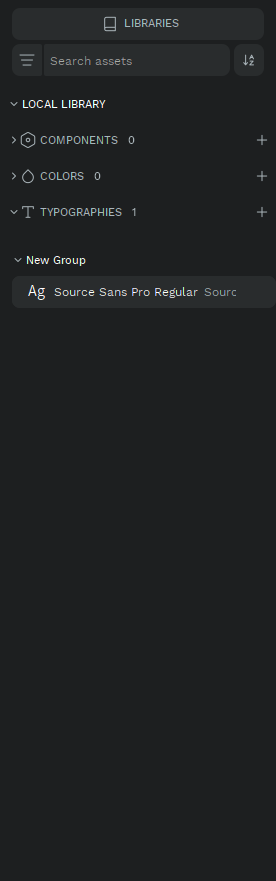 LIBRARIES
Search assets
LOCAL LIBRARY
COMPONENTS 0
COLORS 0
TYPOGRAPHIES 1
New Group
Ag Source Sans Pro Regular Sourc